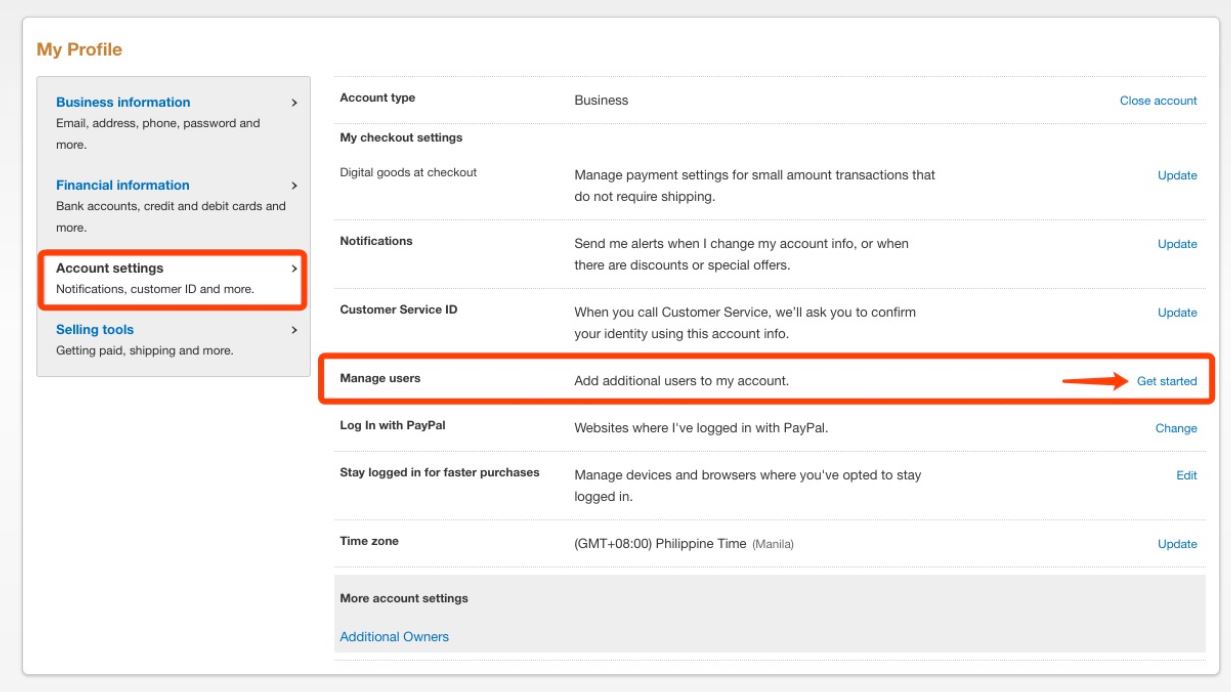 My Profile
Business information
Email, address, phone, password and
more.
Financial information
Bank accounts, credit and debit cards and
more.
Account settings
Notifications, customer ID and more.
Selling tools
Getting paid, shipping and more.
Account type
Business
Close account
My checkout settings
Digital goods at checkout
Manage payment settings for small amount transactions that
do not require shipping.
Update
Notifications
Send me alerts when I change my account info, or when
there are discounts or special offers.
Update
Customer Service ID
When you call Customer Service, we'll ask you to confirm
your identity using this account info.
Update
Manage users
Add additional users to my account.
Get started
Log In with PayPal
Websites where I've logged in with PayPal.
Change
Stay logged in for faster purchases
Manage devices and browsers where you've opted to stay
logged in.
Edit
Time zone
(GMT+08:00) Philippine Time (Manila)
Update
More account settings
Additional Owners